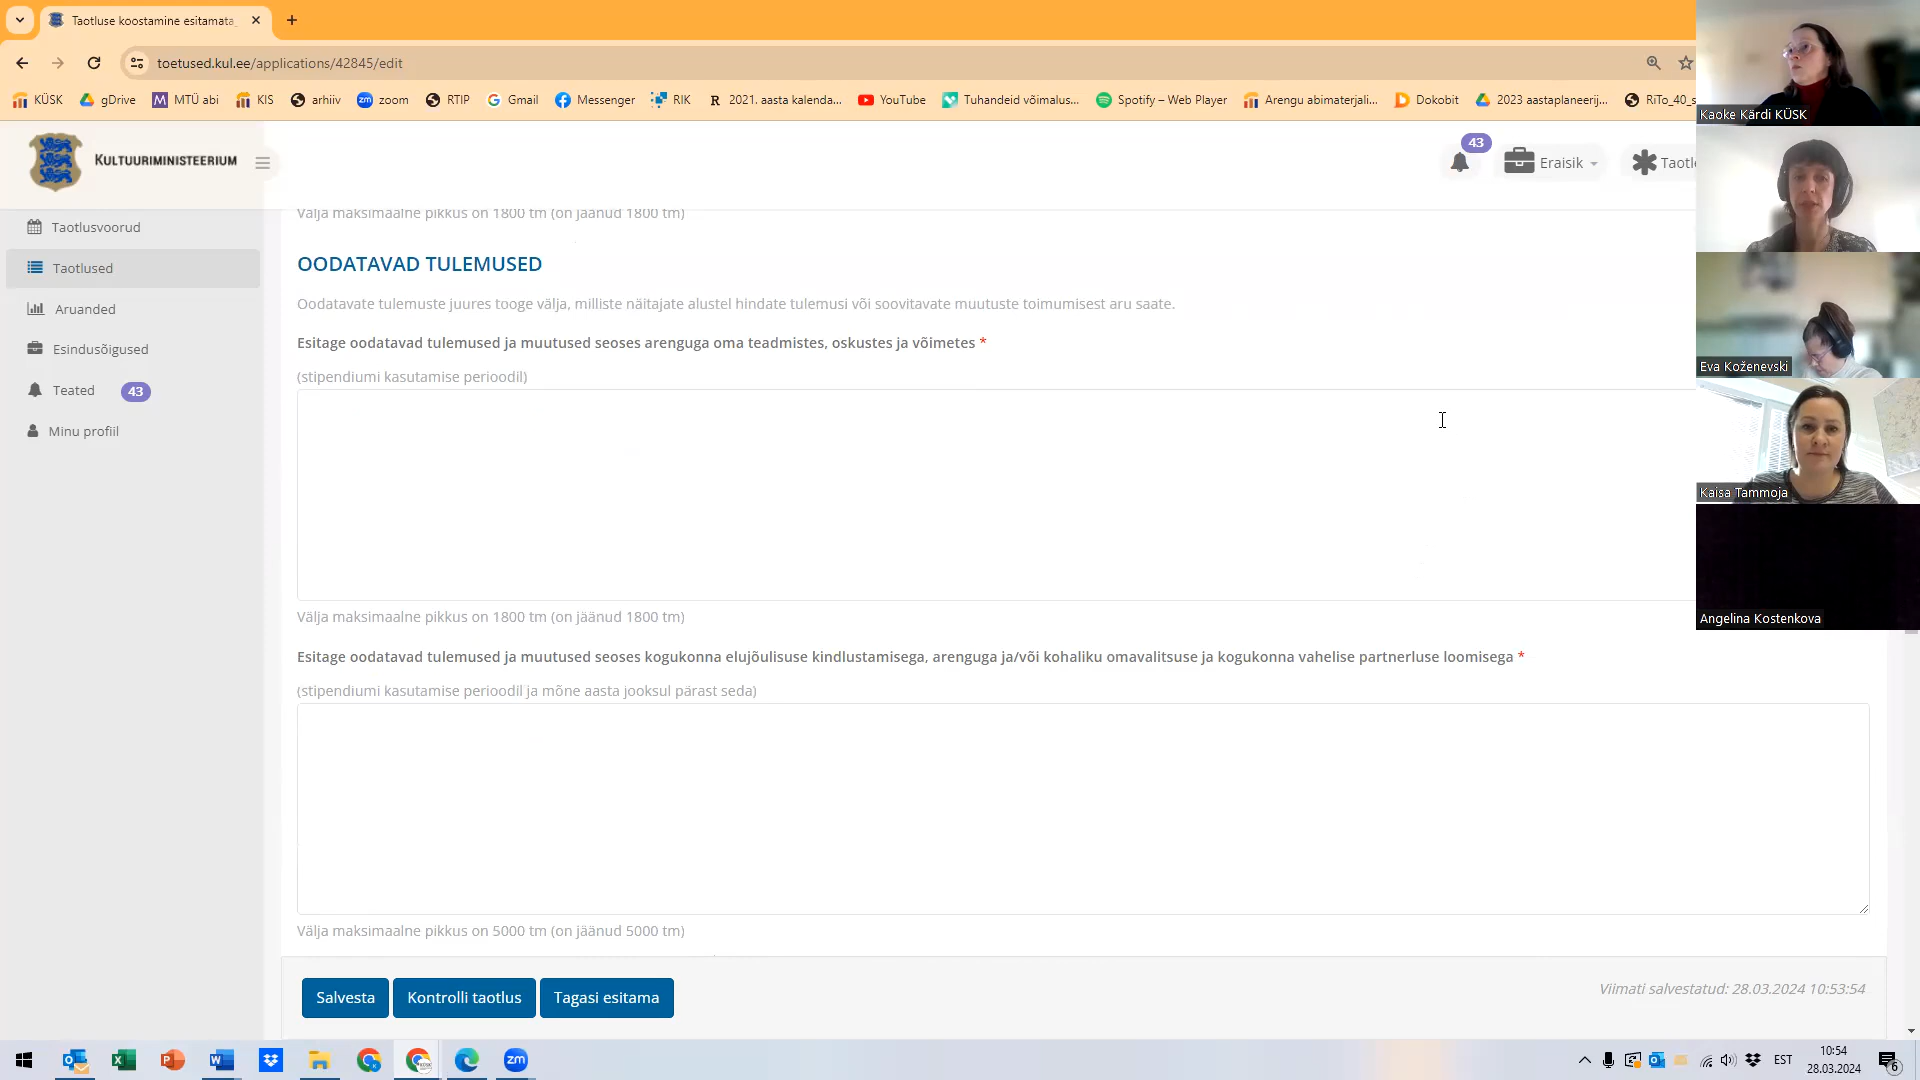 Taotluse koostamine esitamata
toetused.kul.ee/applications/42845/edit
KÜSK
gDrive
MTÜ abi
KIS
arhiiv
zoom
RTIP
Gmail
Messenger
RIK
2021. aasta kalenda...
YouTube
Tuhandeid võimalus...
Spotify – Web Player
Arengu abimaterjali...
Dokobit
2023 aastaplaneerij...
RiTo_40_s
KULTUURIMINISTEERIUM
43
Eraisik
Taotl
Taotlusvoorud
Taotlused
Aruanded
Esindusõigused
Teated 43
Minu profiil
Välja maksimaalne pikkus on 1800 tm (on jäänud 1800 tm)
OODATAVAD TULEMUSED
Oodatavate tulemuste juures tooge välja, milliste näitajate alustel hindate tulemusi või soovitavate muutuste toimumisest aru saate.
Esitage oodatavad tulemused ja muutused seoses arenguga oma teadmistes, oskustes ja võimetes *
(stipendiumi kasutamise perioodil)
Välja maksimaalne pikkus on 1800 tm (on jäänud 1800 tm)
Esitage oodatavad tulemused ja muutused seoses kogukonna elujõulisuse kindlustamisega, arenguga ja/või kohaliku omavalitsuse ja kogukonna vahelise partnerluse loomisega *
(stipendiumi kasutamise perioodil ja mõne aasta jooksul pärast seda)
Välja maksimaalne pikkus on 5000 tm (on jäänud 5000 tm)
Salvesta
Kontrolli taotlus
Tagasi esitama
Viimati salvestatud: 28.03.2024 10:53:54
Kaoke Kärdi KÜSK
Eva Koženevski
Kaisa Tammoja
Angelina Kostenkova
EST
10:54
28.03.2024
6